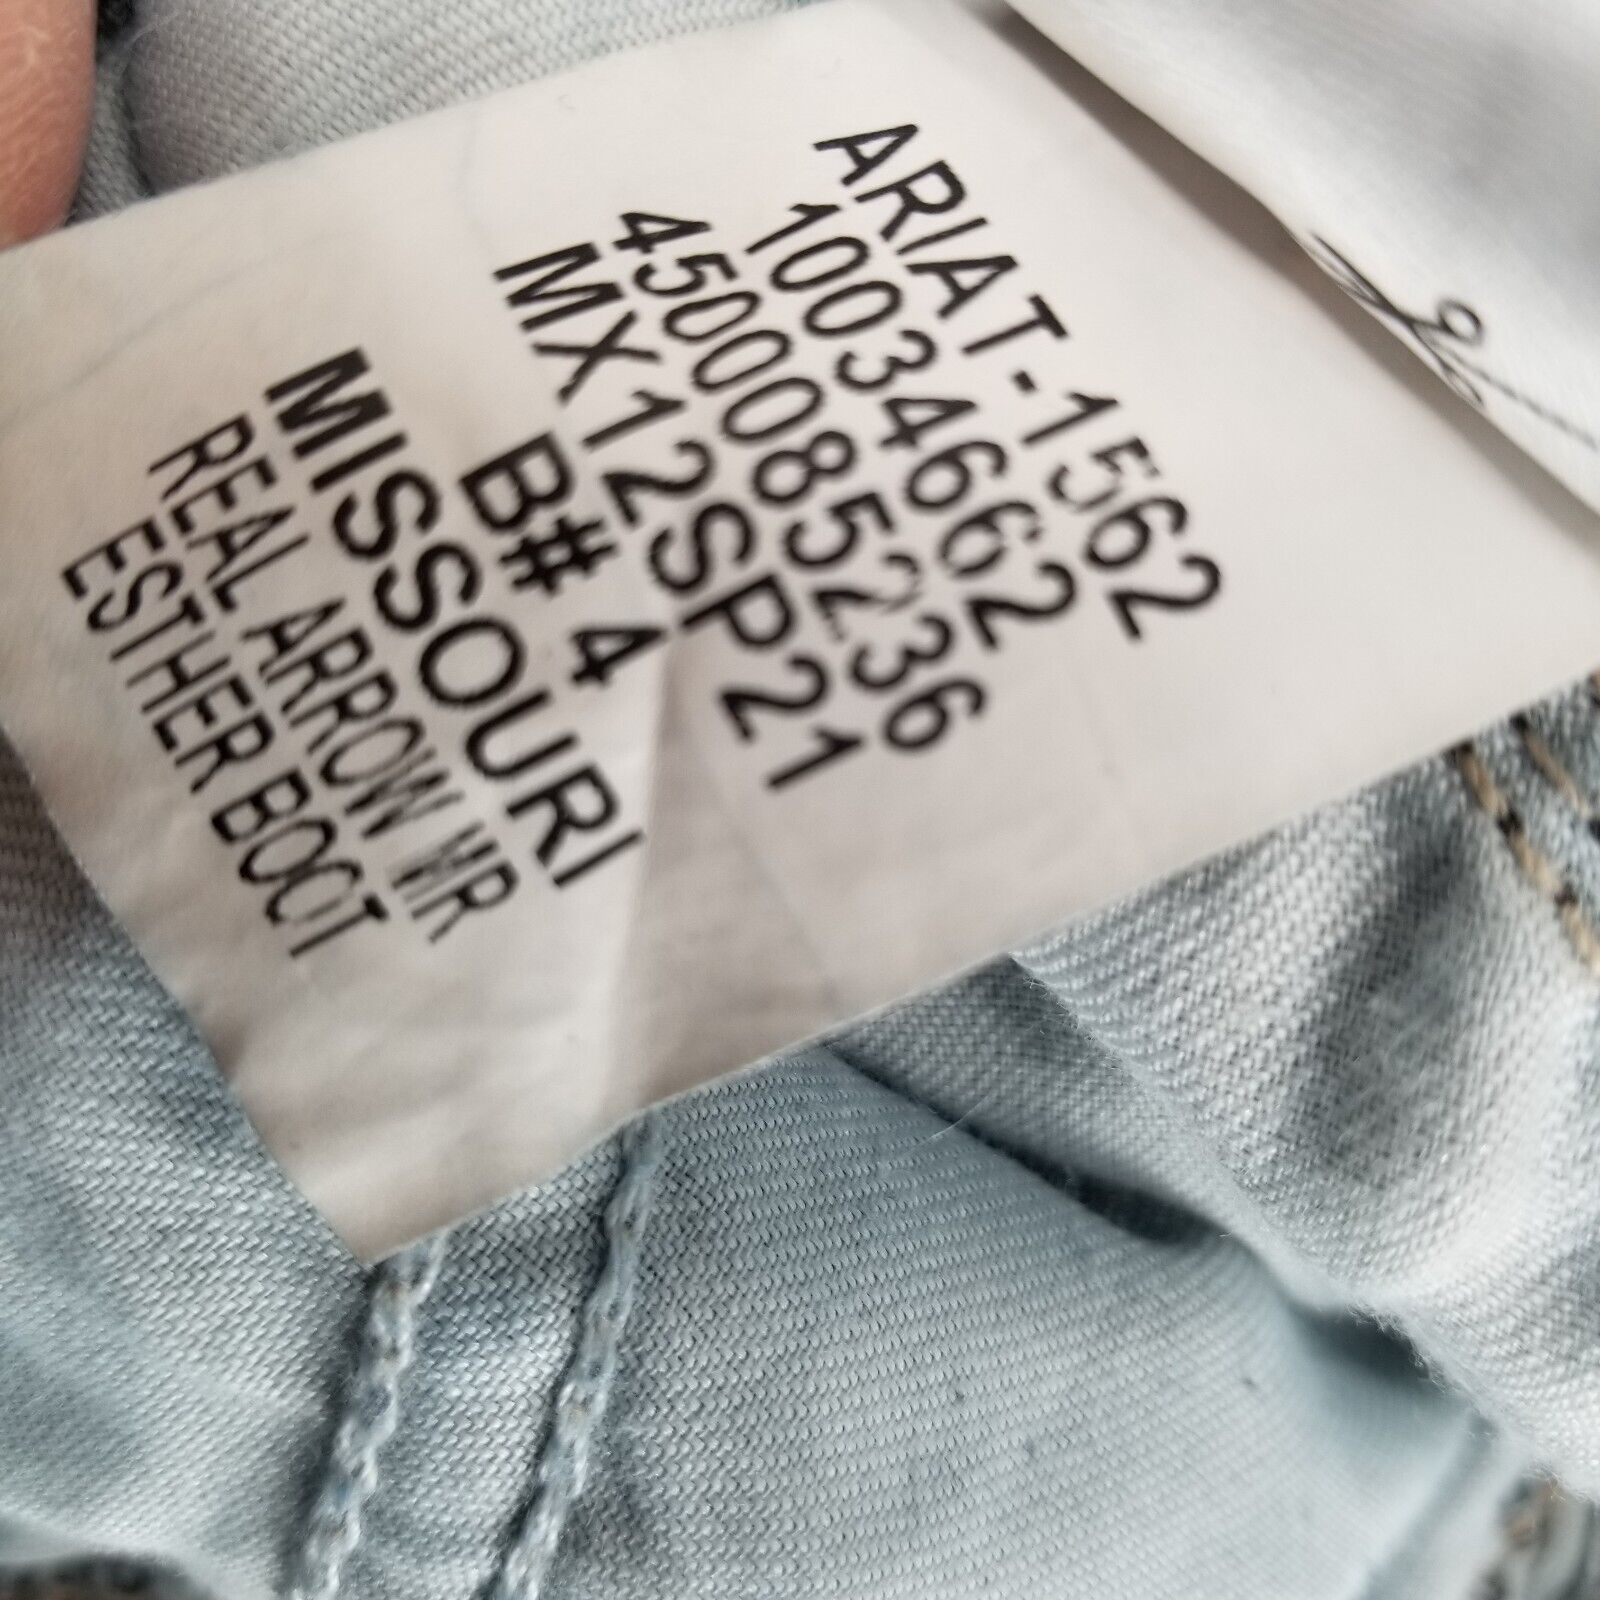 ARIAT-1562
10034662
4500085236
MX12SP21
B# 4
MISSOURI
REAL ARROW MR
ESTHER BOOT